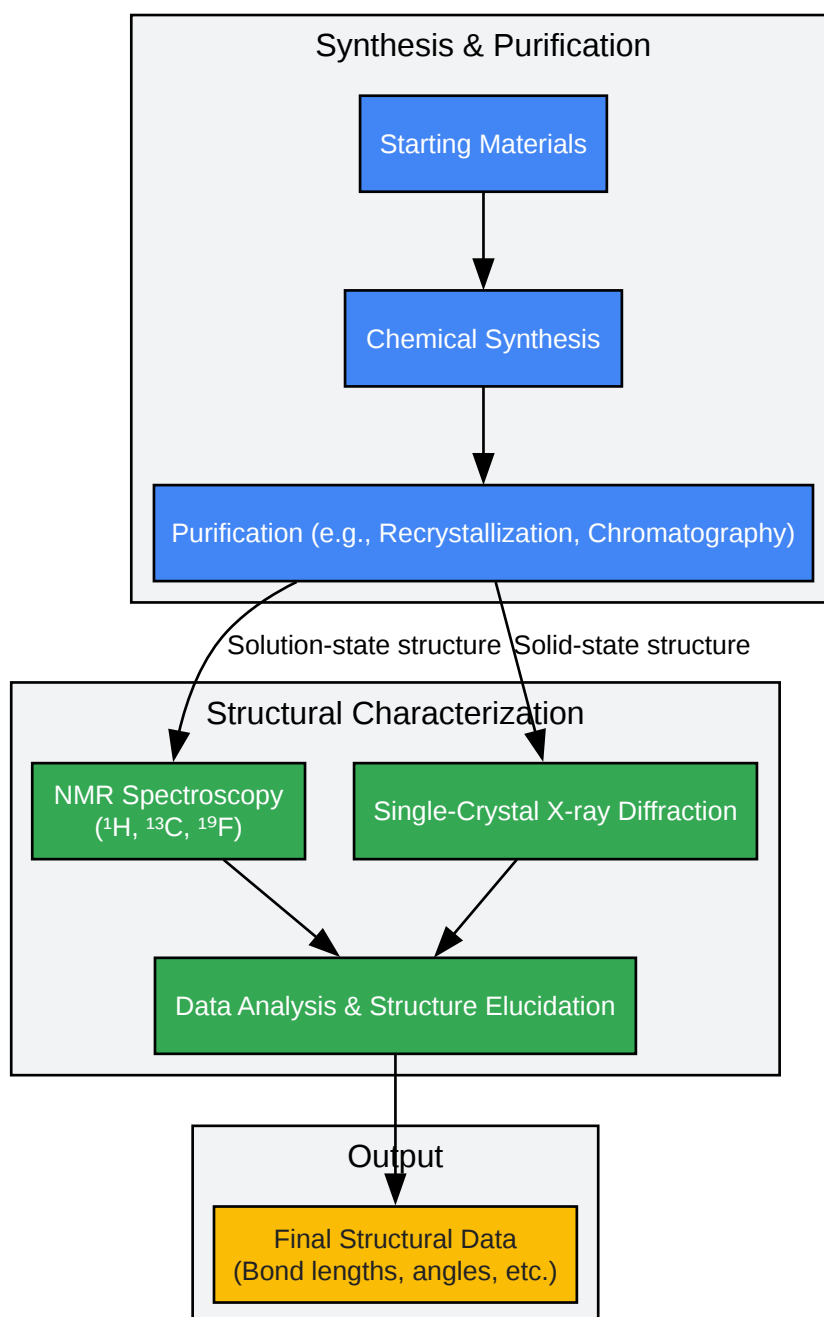 Synthesis & Purification
Starting Materials
Chemical Synthesis
Purification (e.g., Recrystallization, Chromatography)
Solution-state structure
Solid-state structure
Structural Characterization
NMR Spectroscopy
(¹H, ¹³C, ¹⁹F)
Single-Crystal X-ray Diffraction
Data Analysis & Structure Elucidation
Output
Final Structural Data
(Bond lengths, angles, etc.)